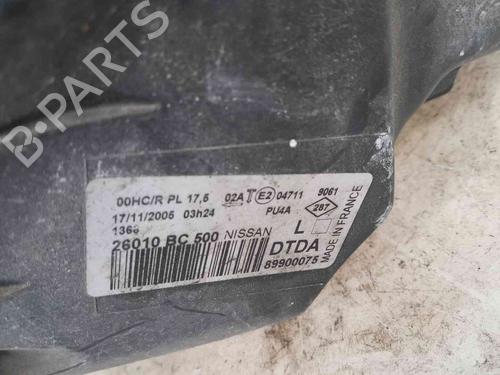 B-PARTS
00HC/R PL 17,5 02A T E2 04711 9061
17/11/2005 03h24 PU4A 287
1366 L
26010 BC 500 NISSAN DTDA
89900075
MADE IN FRANCE